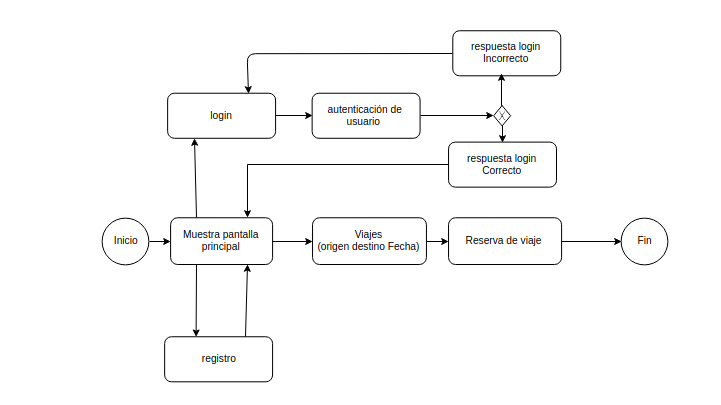 respuesta login
Incorrecto
login
autenticación de
usuario
X
respuesta login
Correcto
Inicio
Muestra pantalla
principal
Viajes
(origen destino Fecha)
Reserva de viaje
Fin
registro